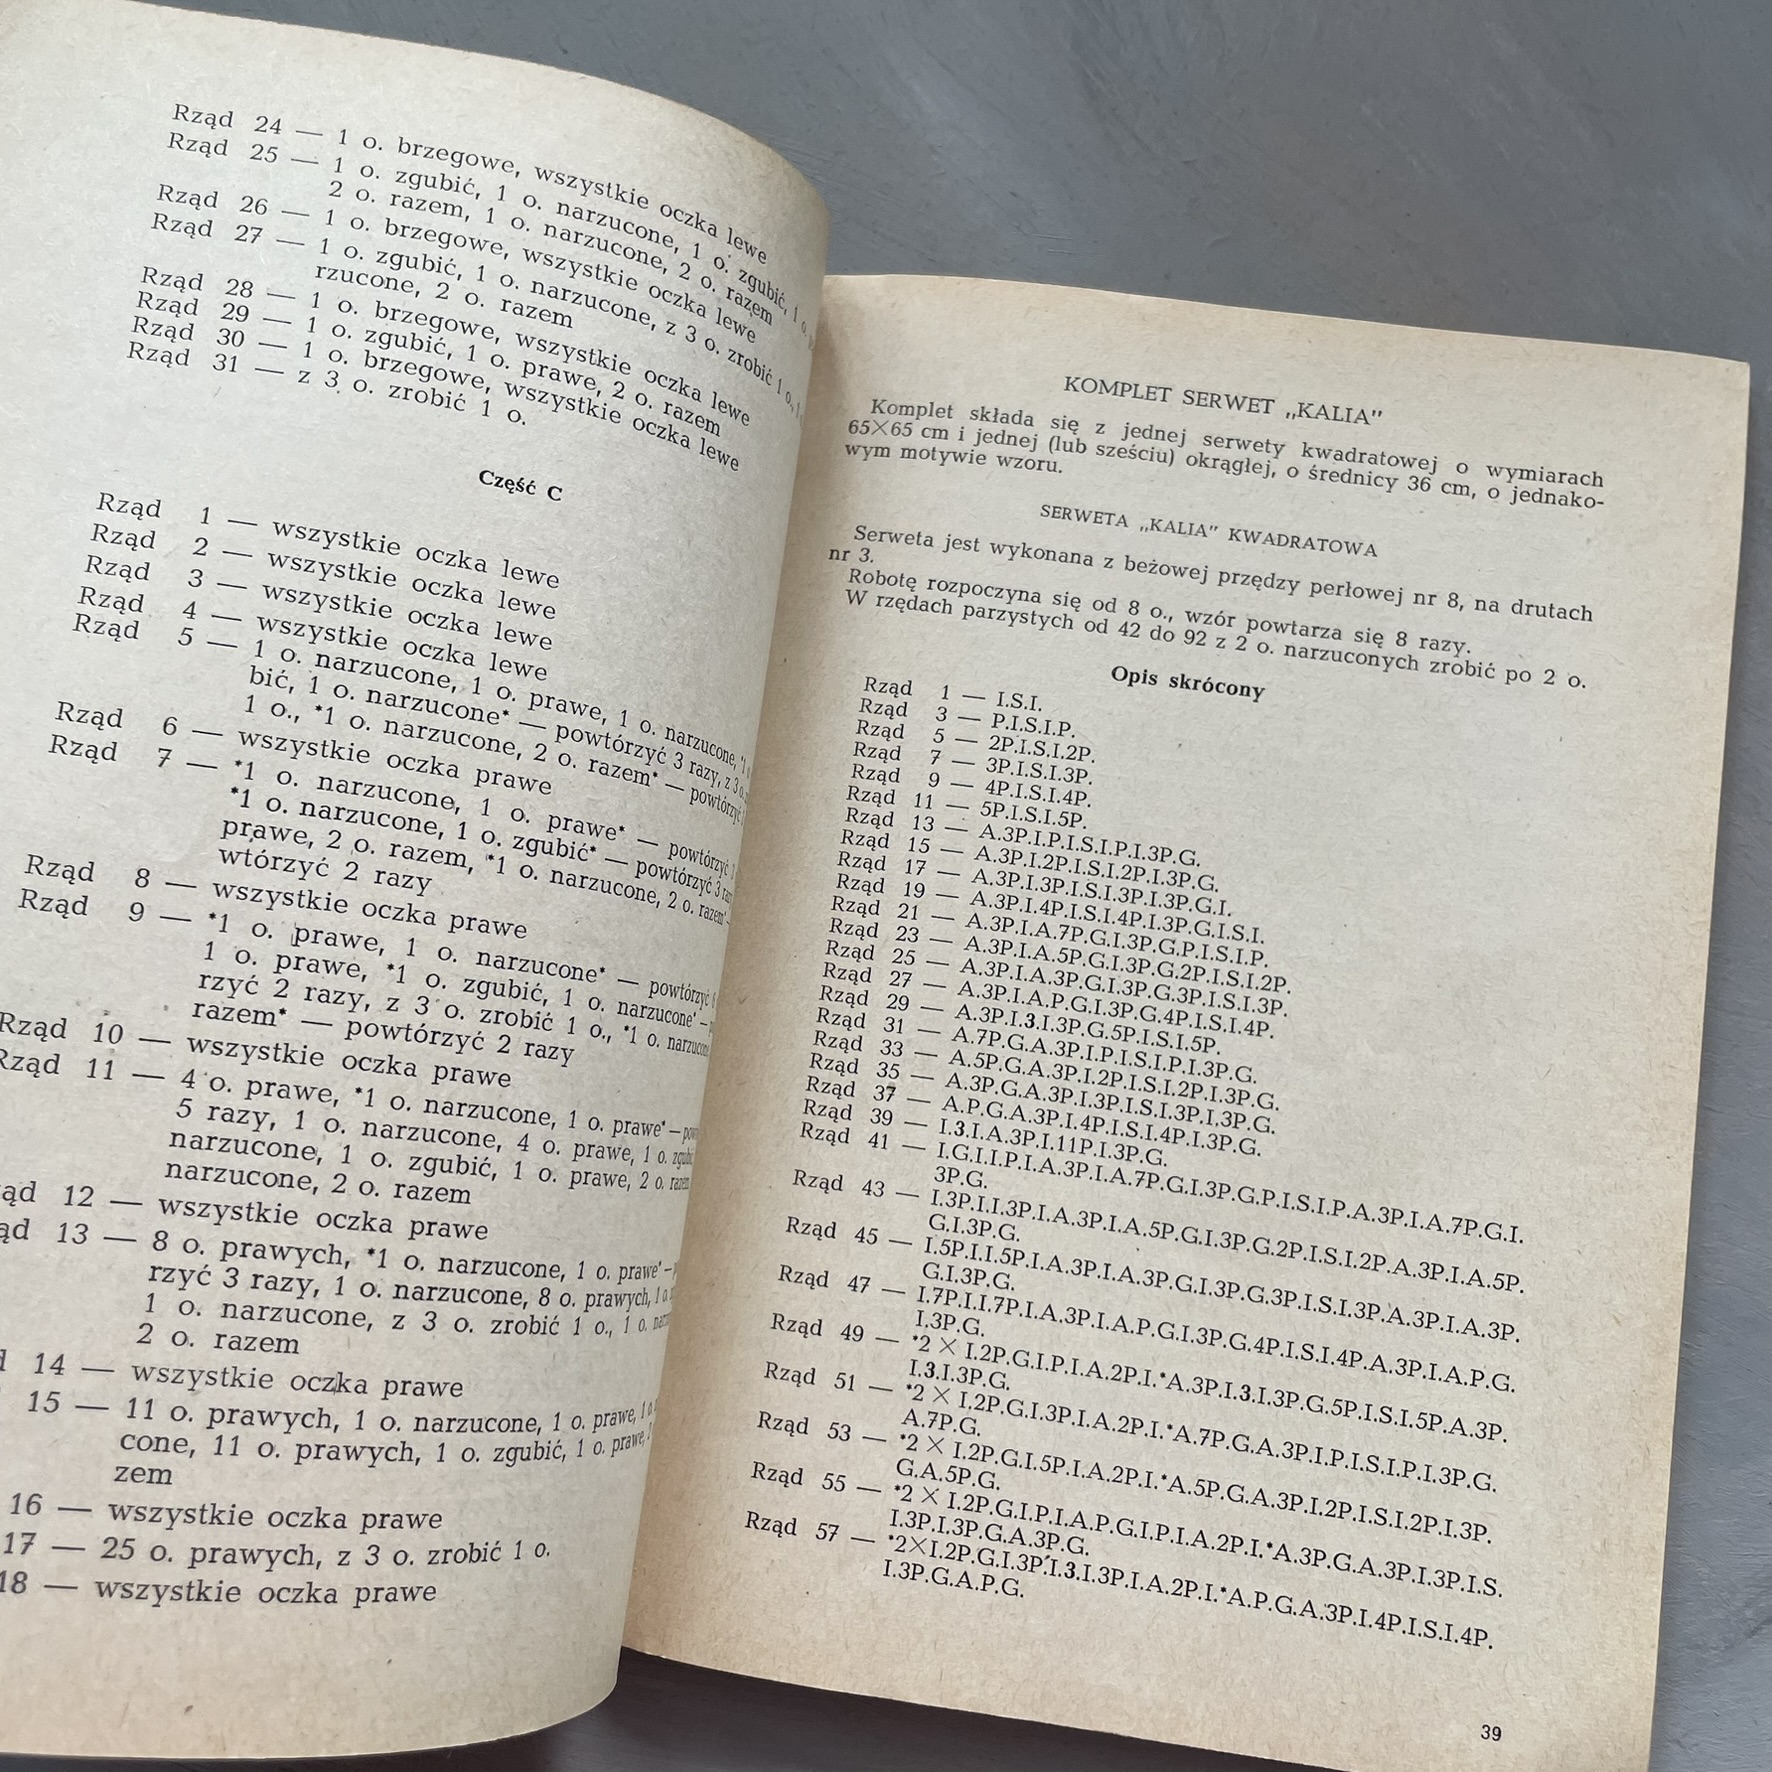 Rząd 24 — 1 o. brzegowe, wszystkie oczka lewe
Rząd 25 — 1 o. zgubić, 1 o. narzucone, 1 o. zgubić, 1 o.
2 o. razem, 1 o. narzucone, 2 o. razem
Rząd 26 — 1 o. brzegowe, wszystkie oczka lewe
Rząd 27 — 1 o. zgubić, 1 o. narzucone, z 3 o. zrobić 1 o.,
rzucone, 2 o. razem
Rząd 28 — 1 o. brzegowe, wszystkie oczka lewe
Rząd 29 — 1 o. zgubić, 1 o. prawe, 2 o. razem
Rząd 30 — 1 o. brzegowe, wszystkie oczka lewe
Rząd 31 — z 3 o. zrobić 1 o.
Część C
Rząd 1 — wszystkie oczka lewe
Rząd 2 — wszystkie oczka lewe
Rząd 3 — wszystkie oczka lewe
Rząd 4 — wszystkie oczka lewe
Rząd 5 — 1 o. narzucone, 1 o. prawe, 1 o. narzucone,
bić, 1 o. narzucone* — powtórzyć 3 razy, z 3 o.
1 o., *1 o. narzucone, 2 o. razem* — powtórzyć
Rząd 6 — wszystkie oczka prawe
Rząd 7 — *1 o. narzucone, 1 o. prawe* — powtórzyć
*1 o. narzucone, 1 o. zgubić* — powtórzyć 3 razy
prawe, 2 o. razem, *1 o. narzucone, 2 o. razem* —
wtórzyć 2 razy
Rząd 8 — wszystkie oczka prawe
Rząd 9 — *1 o. prawe, 1 o. narzucone* — powtórzyć
1 o. prawe, *1 o. zgubić, 1 o. narzucone* —
rzyć 2 razy, z 3 o. zrobić 1 o., *1 o. narzucone
razem* — powtórzyć 2 razy
Rząd 10 — wszystkie oczka prawe
Rząd 11 — 4 o. prawe, *1 o. narzucone, 1 o. prawe* —
5 razy, 1 o. narzucone, 4 o. prawe, 1 o. zgubić
narzucone, 1 o. zgubić, 1 o. prawe, 2 o. razem
narzucone, 2 o. razem
ąd 12 — wszystkie oczka prawe
ąd 13 — 8 o. prawych, *1 o. narzucone, 1 o. prawe* —
rzyć 3 razy, 1 o. narzucone, 8 o. prawych, 1 o.
1 o. narzucone, z 3 o. zrobić 1 o., 1 o.
2 o. razem
d 14 — wszystkie oczka prawe
15 — 11 o. prawych, 1 o. narzucone, 1 o. prawe, 1 o.
cone, 11 o. prawych, 1 o. zgubić, 1 o. prawe,
zem
16 — wszystkie oczka prawe
17 — 25 o. prawych, z 3 o. zrobić 1 o.
18 — wszystkie oczka prawe
KOMPLET SERWET „KALIA"
Komplet składa się z jednej serwety kwadratowej o wymiarach
65×65 cm i jednej (lub sześciu) okrągłej, o średnicy 36 cm, o jednako-
wym motywie wzoru.
SERWETA „KALIA" KWADRATOWA
Serweta jest wykonana z beżowej przędzy perłowej nr 8, na drutach
nr 3.
Robotę rozpoczyna się od 8 o., wzór powtarza się 8 razy.
W rzędach parzystych od 42 do 92 z 2 o. narzuconych zrobić po 2 o.
Opis skrócony
Rząd 1 — I.S.I.
Rząd 3 — P.I.S.I.P.
Rząd 5 — 2P.I.S.I.2P.
Rząd 7 — 3P.I.S.I.3P.
Rząd 9 — 4P.I.S.I.4P.
Rząd 11 — 5P.I.S.I.5P.
Rząd 13 — A.3P.I.P.I.S.I.P.I.3P.G.
Rząd 15 — A.3P.I.2P.I.S.I.2P.I.3P.G.
Rząd 17 — A.3P.I.3P.I.S.I.3P.I.3P.G.I.
Rząd 19 — A.3P.I.4P.I.S.I.4P.I.3P.G.I.S.I.
Rząd 21 — A.3P.I.A.7P.G.I.3P.G.P.I.S.I.P.
Rząd 23 — A.3P.I.A.5P.G.I.3P.G.2P.I.S.I.2P.
Rząd 25 — A.3P.I.A.3P.G.I.3P.G.3P.I.S.I.3P.
Rząd 27 — A.3P.I.A.P.G.I.3P.G.4P.I.S.I.4P.
Rząd 29 — A.3P.I.3.I.3P.G.5P.I.S.I.5P.
Rząd 31 — A.7P.G.A.3P.I.P.I.S.I.P.I.3P.G.
Rząd 33 — A.5P.G.A.3P.I.2P.I.S.I.2P.I.3P.G.
Rząd 35 — A.3P.G.A.3P.I.3P.I.S.I.3P.I.3P.G.
Rząd 37 — A.P.G.A.3P.I.4P.I.S.I.4P.I.3P.G.
Rząd 39 — I.3.I.A.3P.I.11P.I.3P.G.
Rząd 41 — I.G.I.I.P.I.A.3P.I.A.7P.G.I.3P.G.P.I.S.I.P.A.3P.I.A.7P.G.I.
3P.G.
Rząd 43 — I.3P.I.I.3P.I.A.3P.I.A.5P.G.I.3P.G.2P.I.S.I.2P.A.3P.I.A.5P.
G.I.3P.G.
Rząd 45 — I.5P.I.I.5P.I.A.3P.I.A.3P.G.I.3P.G.3P.I.S.I.3P.A.3P.I.A.3P.
G.I.3P.G.
Rząd 47 — I.7P.I.I.7P.I.A.3P.I.A.P.G.I.3P.G.4P.I.S.I.4P.A.3P.I.A.P.G.
I.3P.G.
Rząd 49 — *2 × I.2P.G.I.P.I.A.2P.I.*A.3P.I.3.I.3P.G.5P.I.S.I.5P.A.3P.
I.3.I.3P.G.
Rząd 51 — *2 × I.2P.G.I.3P.I.A.2P.I.*A.7P.G.A.3P.I.P.I.S.I.P.I.3P.G.
A.7P.G.
Rząd 53 — *2 × I.2P.G.I.5P.I.A.2P.I.*A.5P.G.A.3P.I.2P.I.S.I.2P.I.3P.
G.A.5P.G.
Rząd 55 — *2 × I.2P.G.I.P.I.A.P.G.I.P.I.A.2P.I.*A.3P.G.A.3P.I.3P.I.S.
I.3P.I.3P.G.A.3P.G.
Rząd 57 — *2×I.2P.G.I.3P.I.3.I.3P.I.A.2P.I.*A.P.G.A.3P.I.4P.I.S.I.4P.
I.3P.G.A.P.G.
39